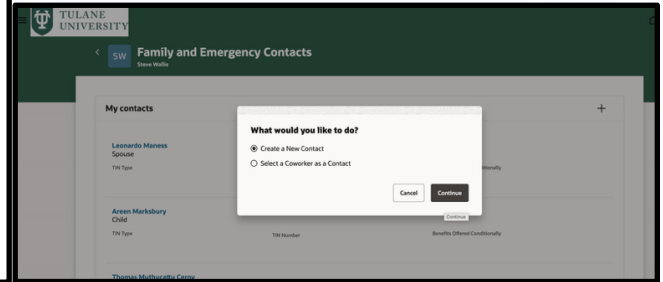 TULANE
UNIVERSITY
SW
Family and Emergency Contacts
Steve Wallis
My contacts
What would you like to do?
Create a New Contact
Select a Coworker as a Contact
Cancel
Continue
Continue
Leonardo Maness
Spouse
TIN Type
Areen Marksbury
Child
TIN Type
TIN Number
Benefits Offered Conditionally
Thomas Muthucattu Cerny